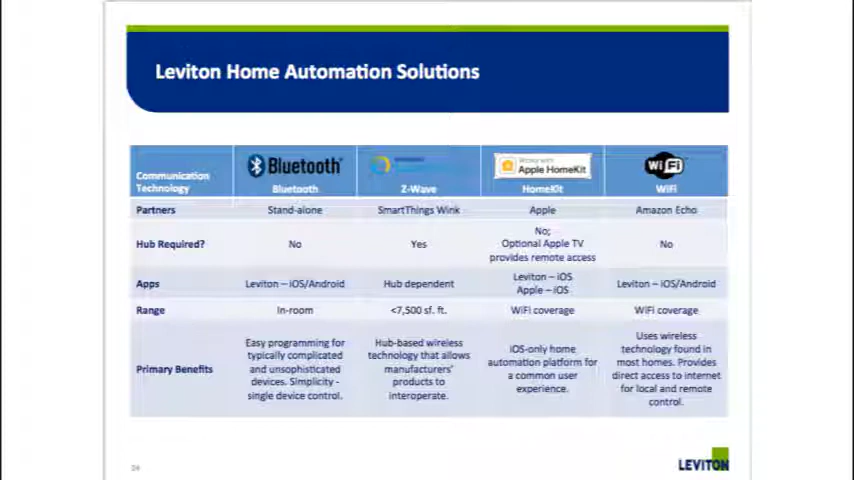 Leviton Home Automation Solutions
Communication
Technology
Bluetooth
Bluetooth
Z-Wave
Apple HomeKit
HomeKit
WiFi
WiFi
Partners
Stand-alone
SmartThings Wink
Apple
Amazon Echo
Hub Required?
No
Yes
No;
Optional Apple TV
provides remote access
No
Apps
Leviton – iOS/Android
Hub dependent
Leviton – iOS
Apple – iOS
Leviton – iOS/Android
Range
In-room
<7,500 sf. ft.
WiFi coverage
WiFi coverage
Primary Benefits
Easy programming for
typically complicated
and unsophisticated
devices. Simplicity -
single device control.
Hub-based wireless
technology that allows
manufacturers'
products to
interoperate.
iOS-only home
automation platform for
a common user
experience.
Uses wireless
technology found in
most homes. Provides
direct access to internet
for local and remote
control.
LEVITON